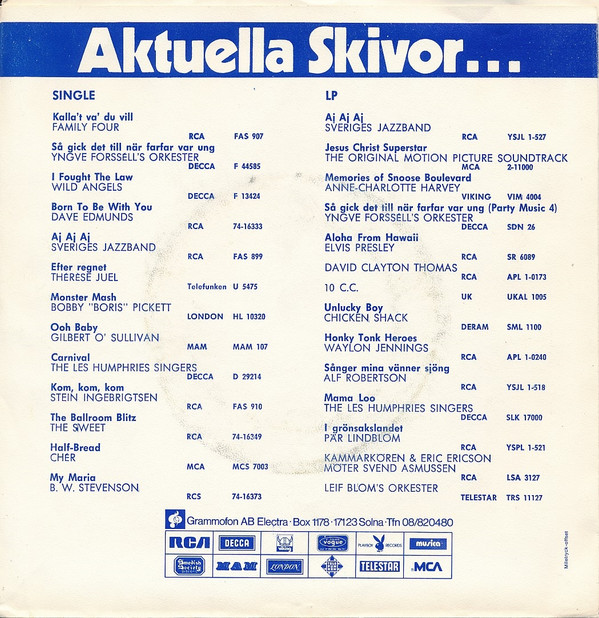 Aktuella Skivor...
SINGLE
Kalla't va' du vill
FAMILY FOUR
RCA FAS 907
Så gick det till när farfar var ung
YNGVE FORSSELL'S ORKESTER
DECCA F 44585
I Fought The Law
WILD ANGELS
DECCA F 13424
Born To Be With You
DAVE EDMUNDS
RCA 74-16333
Aj Aj Aj
SVERIGES JAZZBAND
RCA FAS 899
Efter regnet
THERESE JUEL
Telefunken U 5475
Monster Mash
BOBBY "BORIS" PICKETT
LONDON HL 10320
Ooh Baby
GILBERT O' SULLIVAN
MAM MAM 107
Carnival
THE LES HUMPHRIES SINGERS
DECCA D 29214
Kom, kom, kom
STEIN INGEBRIGTSEN
RCA FAS 910
The Ballroom Blitz
THE SWEET
RCA 74-16349
Half-Bread
CHER
MCA MCS 7003
My Maria
B. W. STEVENSON
RCS 74-16373
LP
Aj Aj Aj
SVERIGES JAZZBAND
RCA YSJL 1-527
Jesus Christ Superstar
THE ORIGINAL MOTION PICTURE SOUNDTRACK
MCA 2-11000
Memories of Snoose Boulevard
ANNE-CHARLOTTE HARVEY
VIKING VIM 4004
Så gick det till när farfar var ung (Party Music 4)
YNGVE FORSSELL'S ORKESTER
DECCA SDN 26
Aloha From Hawaii
ELVIS PRESLEY
RCA SR 6089
DAVID CLAYTON THOMAS
RCA APL 1-0173
10 C.C.
UK UKAL 1005
Unlucky Boy
CHICKEN SHACK
DERAM SML 1100
Honky Tonk Heroes
WAYLON JENNINGS
RCA APL 1-0240
Sånger mina vänner sjöng
ALF ROBERTSON
RCA YSJL 1-518
Mama Loo
THE LES HUMPHRIES SINGERS
DECCA SLK 17000
I grönsakslandet
PÄR LINDBLOM
RCA YSPL 1-521
KAMMARKÖREN & ERIC ERICSON
MÖTER SVEND ASMUSSEN
RCA LSA 3127
LEIF BLOM'S ORKESTER
TELESTAR TRS 11127
Grammofon AB Electra · Box 1178 · 17123 Solna · Tfn 08/820480
RCA DECCA vogue PLAYBOY RECORDS musica
Swedish Society MAM LONDON TELESTAR MCA